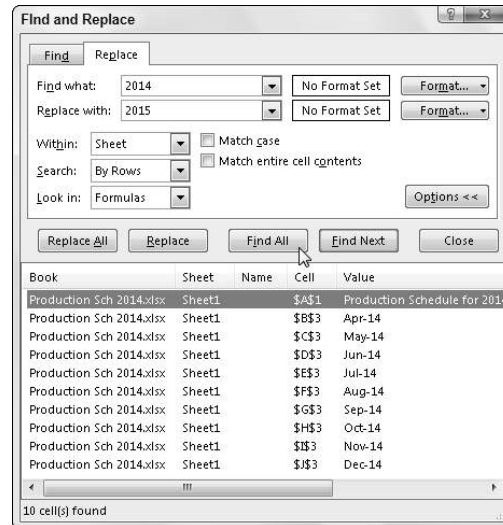 FInd and Replace
Find Replace
Find what: 2014 No Format Set Format...
Replace with: 2015 No Format Set Format...
Within: Sheet Match case
Search: By Rows Match entire cell contents
Look in: Formulas Options <<
Replace All Replace Find All Find Next Close
Book Sheet Name Cell Value
Production Sch 2014.xlsx Sheet1 $A$1 Production Schedule for 201
Production Sch 2014.xlsx Sheet1 $B$3 Apr-14
Production Sch 2014.xlsx Sheet1 $C$3 May-14
Production Sch 2014.xlsx Sheet1 $D$3 Jun-14
Production Sch 2014.xlsx Sheet1 $E$3 Jul-14
Production Sch 2014.xlsx Sheet1 $F$3 Aug-14
Production Sch 2014.xlsx Sheet1 $G$3 Sep-14
Production Sch 2014.xlsx Sheet1 $H$3 Oct-14
Production Sch 2014.xlsx Sheet1 $I$3 Nov-14
Production Sch 2014.xlsx Sheet1 $J$3 Dec-14
10 cell(s) found